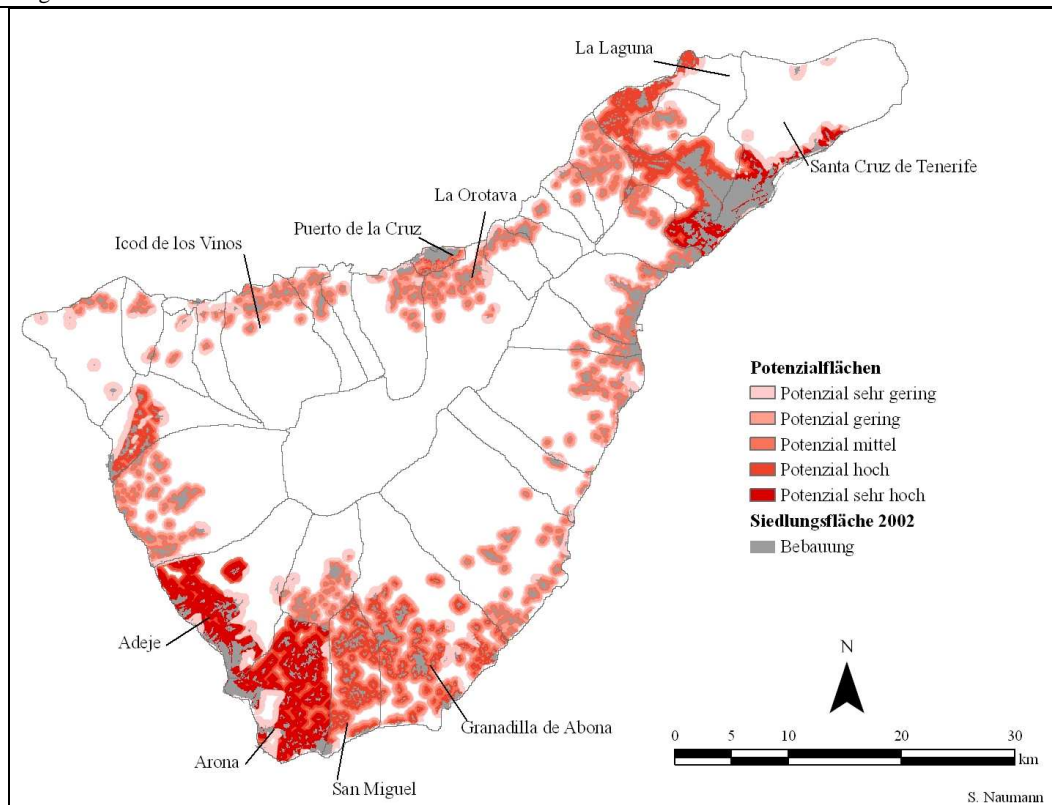 La Laguna
Santa Cruz de Tenerife
La Orotava
Puerto de la Cruz
Icod de los Vinos
Potenzialflächen
Potenzial sehr gering
Potenzial gering
Potenzial mittel
Potenzial hoch
Potenzial sehr hoch
Siedlungsfläche 2002
Bebauung
Adeje
Arona
San Miguel
Granadilla de Abona
N
0 5 10 20 30
km
S. Naumann